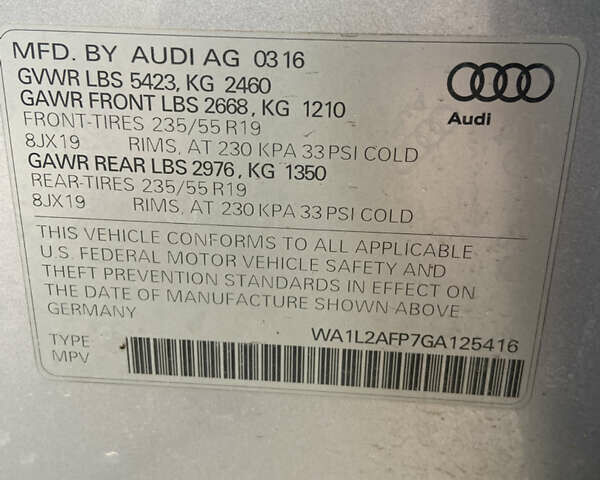 MFD. BY AUDI AG 03 16
GVWR LBS 5423, KG 2460
GAWR FRONT LBS 2668, KG 1210
FRONT-TIRES 235/55 R19
8JX19 RIMS, AT 230 KPA 33 PSI COLD
GAWR REAR LBS 2976, KG 1350
REAR-TIRES 235/55 R19
8JX19 RIMS, AT 230 KPA 33 PSI COLD
Audi
THIS VEHICLE CONFORMS TO ALL APPLICABLE
U.S. FEDERAL MOTOR VEHICLE SAFETY AND
THEFT PREVENTION STANDARDS IN EFFECT ON
THE DATE OF MANUFACTURE SHOWN ABOVE
GERMANY
WA1L2AFP7GA125416
TYPE
MPV